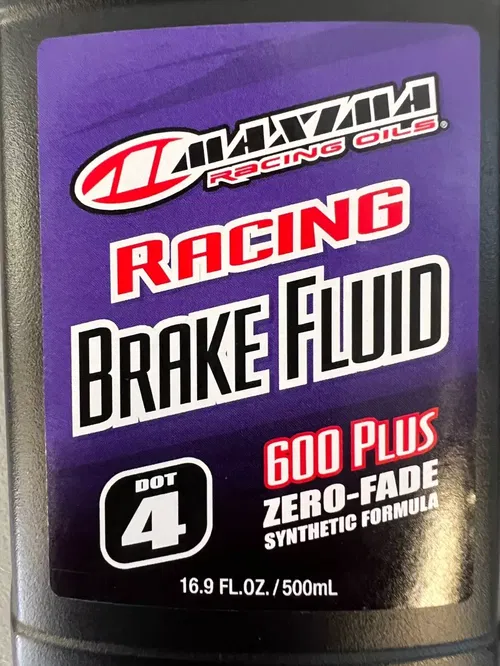 MAXIMA
RACING OILS®
RACING
BRAKE FLUID
DOT
4
600 PLUS
ZERO-FADE
SYNTHETIC FORMULA
16.9 FL.OZ./500mL